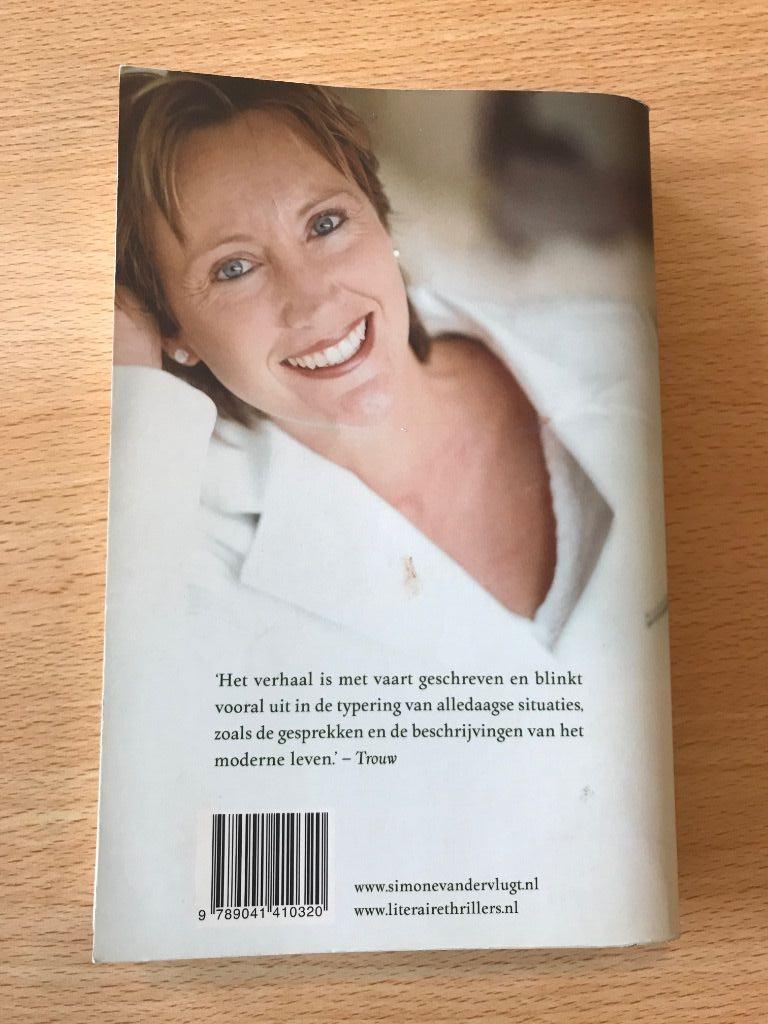 ‘Het verhaal is met vaart geschreven en blinkt
vooral uit in de typering van alledaagse situaties,
zoals de gesprekken en de beschrijvingen van het
moderne leven.’ – Trouw
9 789041 410320
www.simonevandervlugt.nl
www.literairethrillers.nl